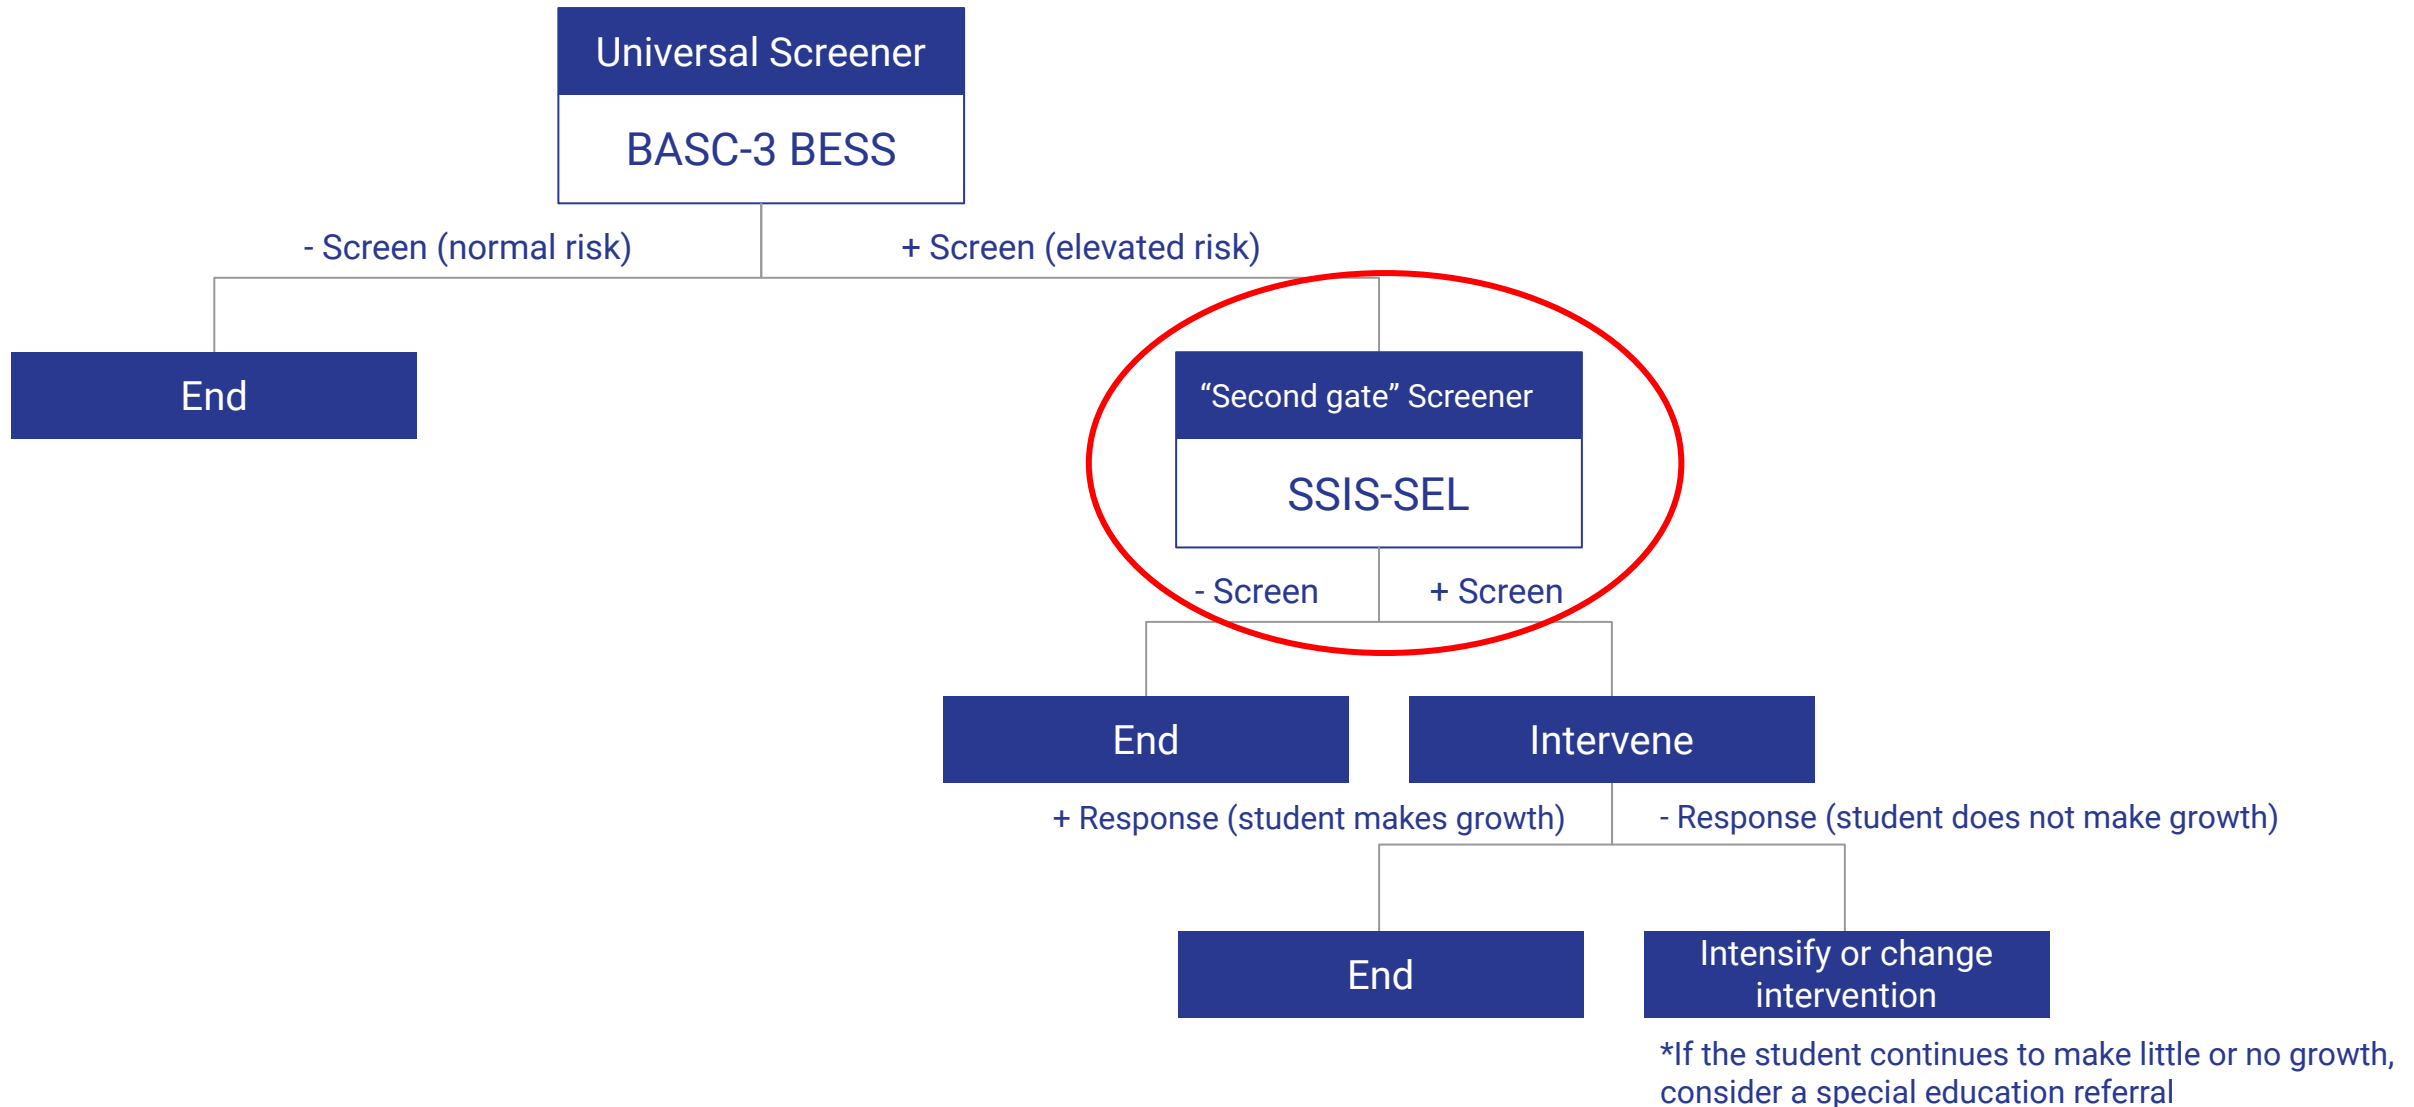 Universal Screener
BASC-3 BESS
- Screen (normal risk)
+ Screen (elevated risk)
End
“Second gate” Screener
SSIS-SEL
- Screen
+ Screen
End
Intervene
+ Response (student makes growth)
- Response (student does not make growth)
End
Intensify or change
intervention
*If the student continues to make little or no growth,
consider a special education referral